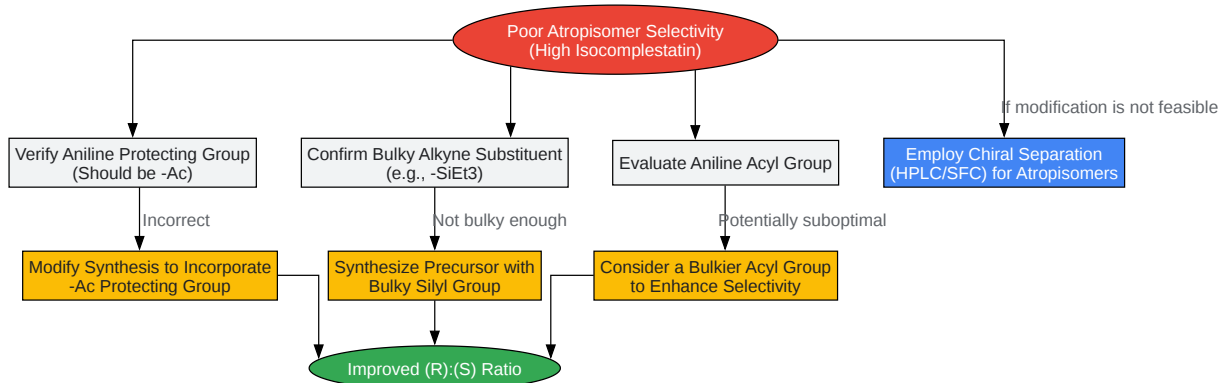 Poor Atropisomer Selectivity
(High Isocomplestatin)
If modification is not feasible
Verify Aniline Protecting Group
(Should be -Ac)
Confirm Bulky Alkyne Substituent
(e.g., -SiEt3)
Evaluate Aniline Acyl Group
Employ Chiral Separation
(HPLC/SFC) for Atropisomers
Incorrect
Not bulky enough
Potentially suboptimal
Modify Synthesis to Incorporate
-Ac Protecting Group
Synthesize Precursor with
Bulky Silyl Group
Consider a Bulkier Acyl Group
to Enhance Selectivity
Improved (R):(S) Ratio